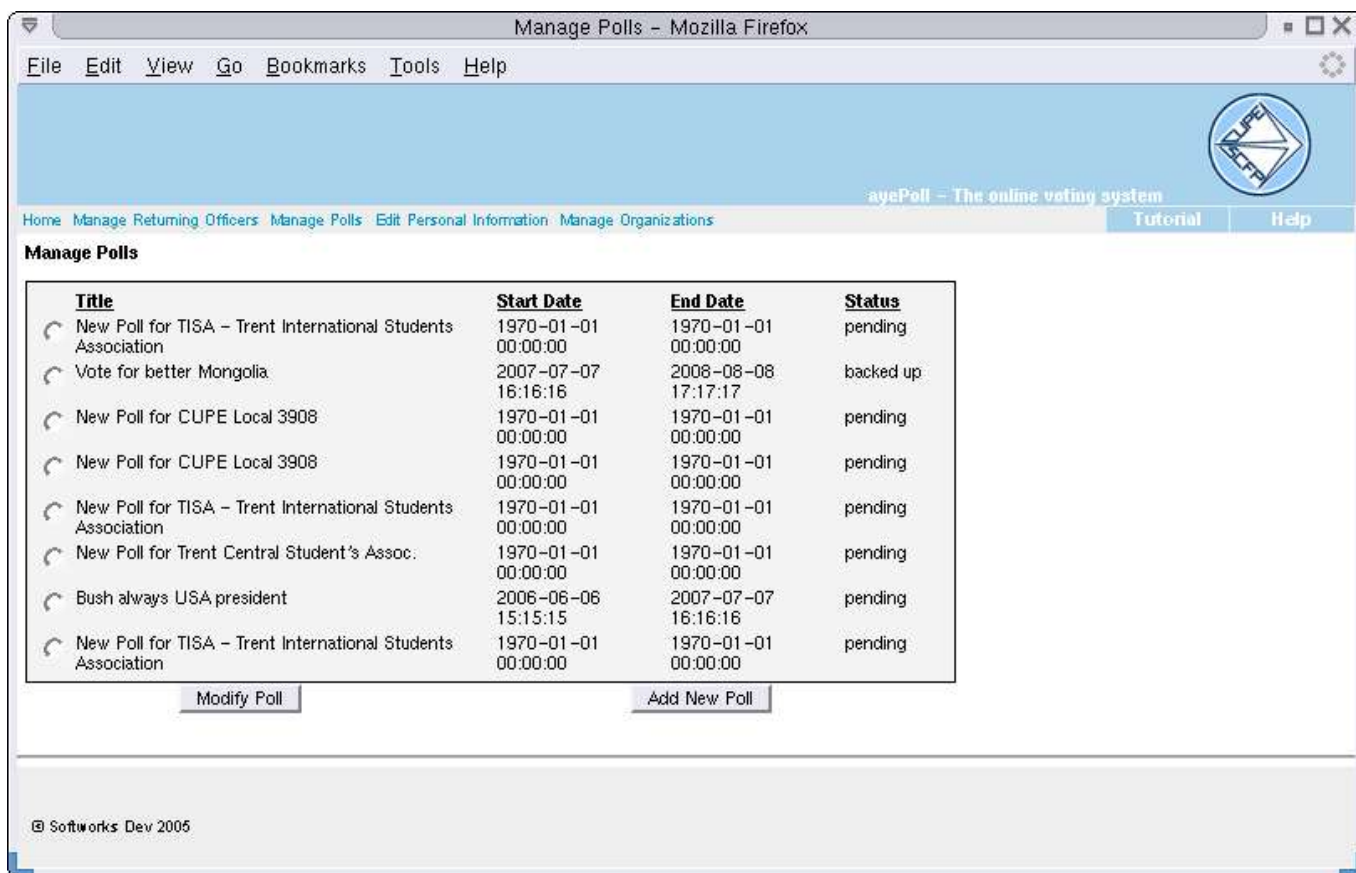 Manage Polls - Mozilla Firefox
File Edit View Go Bookmarks Tools Help
CUPE
SCFP
ayePoll - The online voting system
Home Manage Returning Officers Manage Polls Edit Personal Information Manage Organizations Tutorial Help
Manage Polls
Title Start Date End Date Status
New Poll for TISA - Trent International Students 1970-01-01 1970-01-01 pending
Association 00:00:00 00:00:00
Vote for better Mongolia 2007-07-07 2008-08-08 backed up
16:16:16 17:17:17
New Poll for CUPE Local 3908 1970-01-01 1970-01-01 pending
00:00:00 00:00:00
New Poll for CUPE Local 3908 1970-01-01 1970-01-01 pending
00:00:00 00:00:00
New Poll for TISA - Trent International Students 1970-01-01 1970-01-01 pending
Association 00:00:00 00:00:00
New Poll for Trent Central Student's Assoc. 1970-01-01 1970-01-01 pending
00:00:00 00:00:00
Bush always USA president 2006-06-06 2007-07-07 pending
15:15:15 16:16:16
New Poll for TISA - Trent International Students 1970-01-01 1970-01-01 pending
Association 00:00:00 00:00:00
Modify Poll Add New Poll
© Softworks Dev 2005